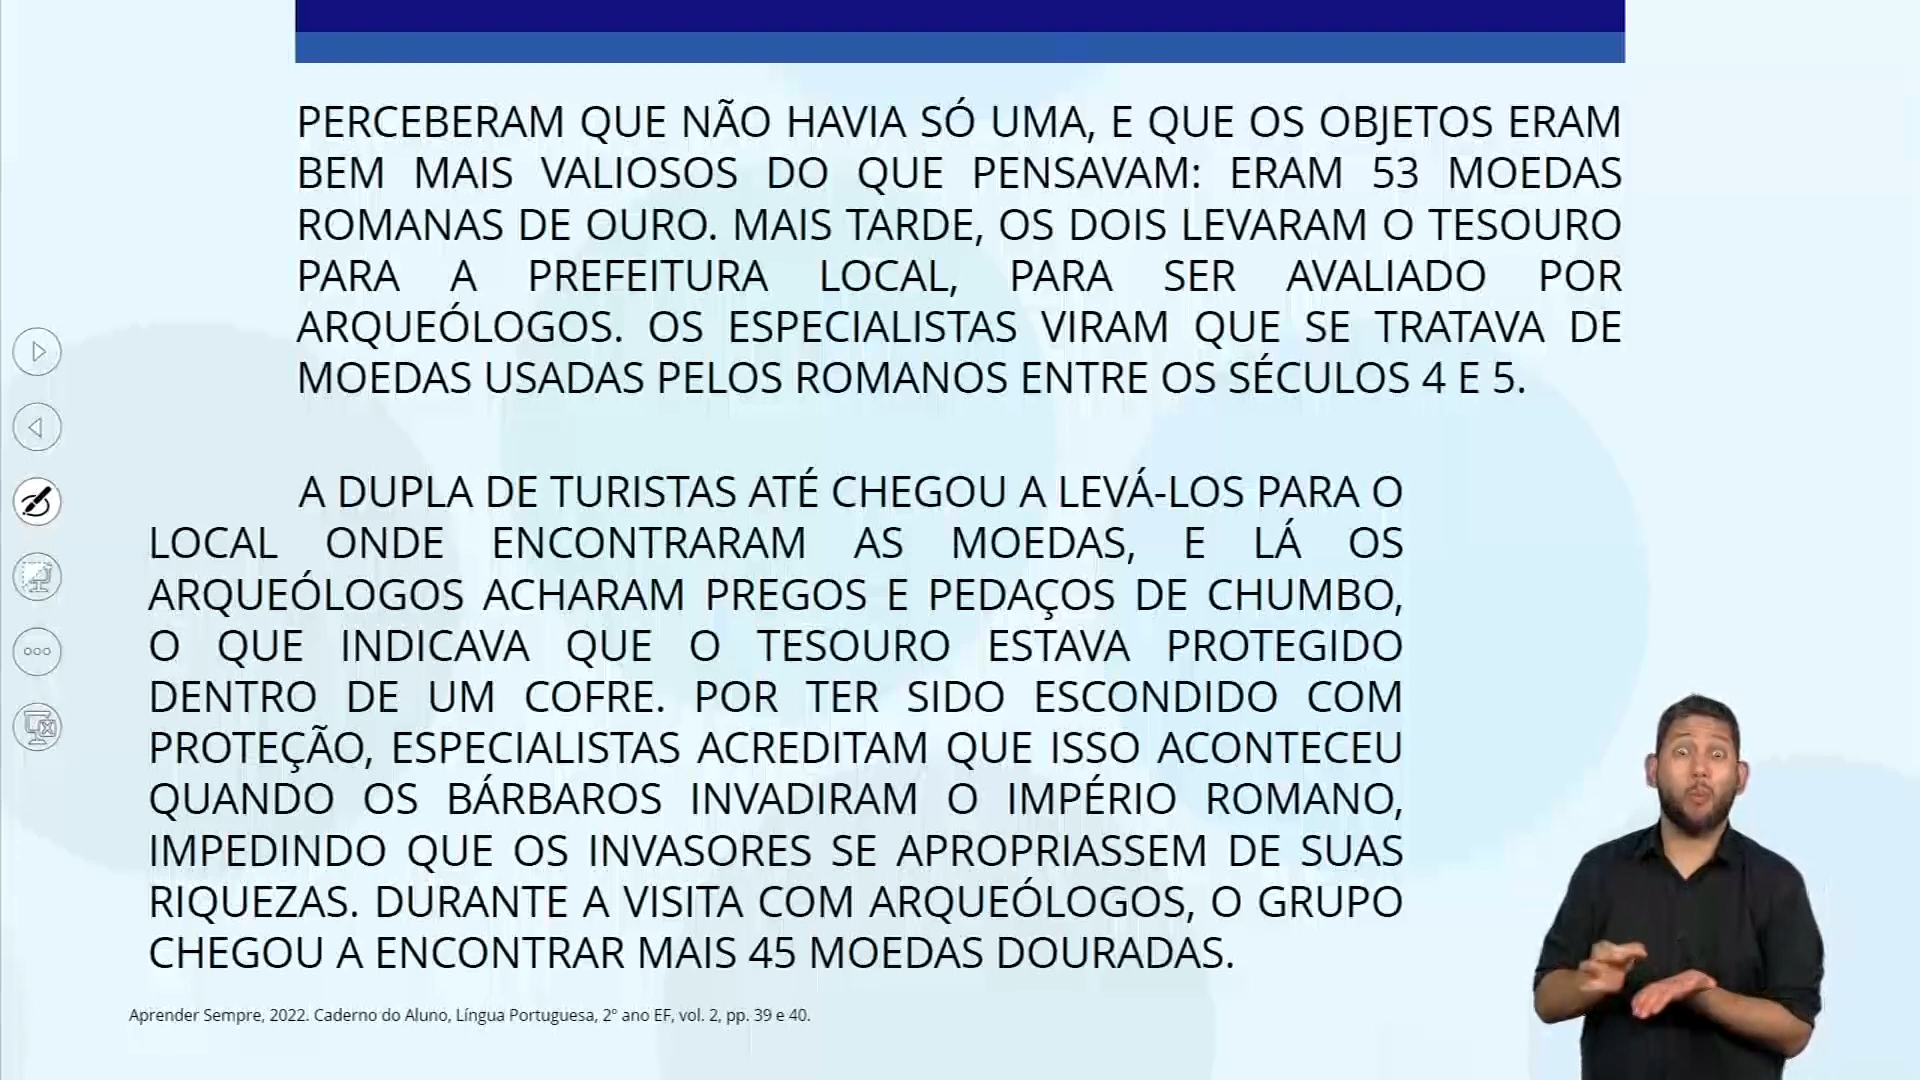 PERCEBERAM QUE NÃO HAVIA SÓ UMA, E QUE OS OBJETOS ERAM
BEM MAIS VALIOSOS DO QUE PENSAVAM: ERAM 53 MOEDAS
ROMANAS DE OURO. MAIS TARDE, OS DOIS LEVARAM O TESOURO
PARA A PREFEITURA LOCAL, PARA SER AVALIADO POR
ARQUEÓLOGOS. OS ESPECIALISTAS VIRAM QUE SE TRATAVA DE
MOEDAS USADAS PELOS ROMANOS ENTRE OS SÉCULOS 4 E 5.
A DUPLA DE TURISTAS ATÉ CHEGOU A LEVÁ-LOS PARA O
LOCAL ONDE ENCONTRARAM AS MOEDAS, E LÁ OS
ARQUEÓLOGOS ACHARAM PREGOS E PEDAÇOS DE CHUMBO,
O QUE INDICAVA QUE O TESOURO ESTAVA PROTEGIDO
DENTRO DE UM COFRE. POR TER SIDO ESCONDIDO COM
PROTEÇÃO, ESPECIALISTAS ACREDITAM QUE ISSO ACONTECEU
QUANDO OS BÁRBAROS INVADIRAM O IMPÉRIO ROMANO,
IMPEDINDO QUE OS INVASORES SE APROPRIASSEM DE SUAS
RIQUEZAS. DURANTE A VISITA COM ARQUEÓLOGOS, O GRUPO
CHEGOU A ENCONTRAR MAIS 45 MOEDAS DOURADAS.
Aprender Sempre, 2022. Caderno do Aluno, Língua Portuguesa, 2º ano EF, vol. 2, pp. 39 e 40.